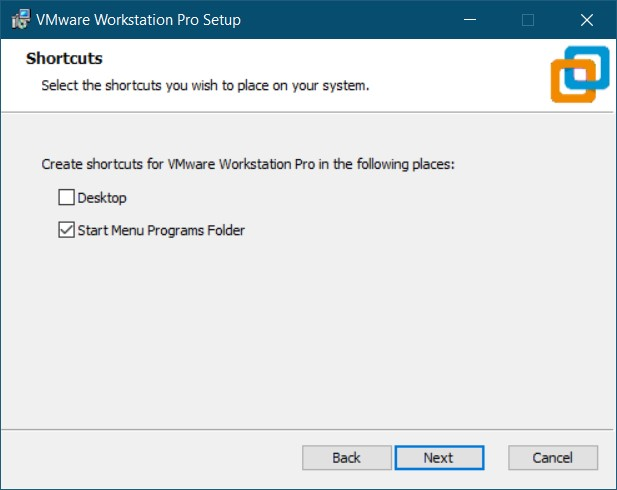 VMware Workstation Pro Setup
Shortcuts
Select the shortcuts you wish to place on your system.
Create shortcuts for VMware Workstation Pro in the following places:
Desktop
Start Menu Programs Folder
Back Next Cancel